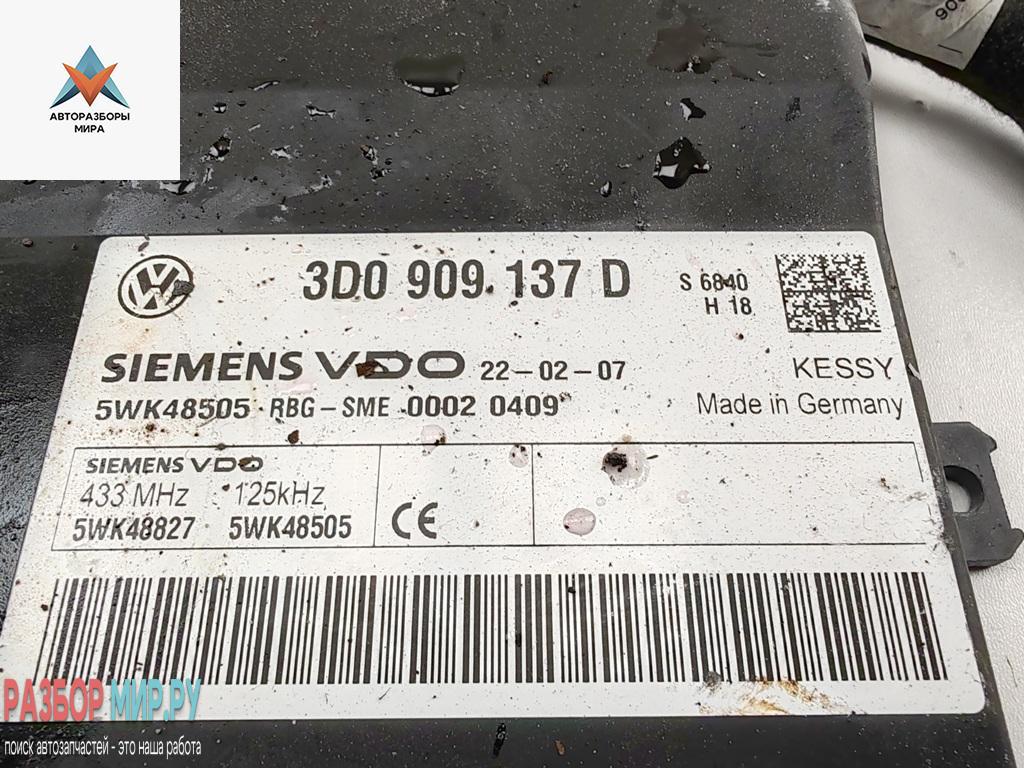 АВТОРАЗБОРЫ
МИРА
906
3D0 909 137 D
S 6840
H 18
SIEMENS VDO 22-02-07
KESSY
5WK48505 RBG-SME 0002 0409
Made in Germany
SIEMENS VDO
433 MHz 125kHz
5WK48827 5WK48505
CE
РАЗБОР МИР.РУ
поиск автозапчастей - это наша работа